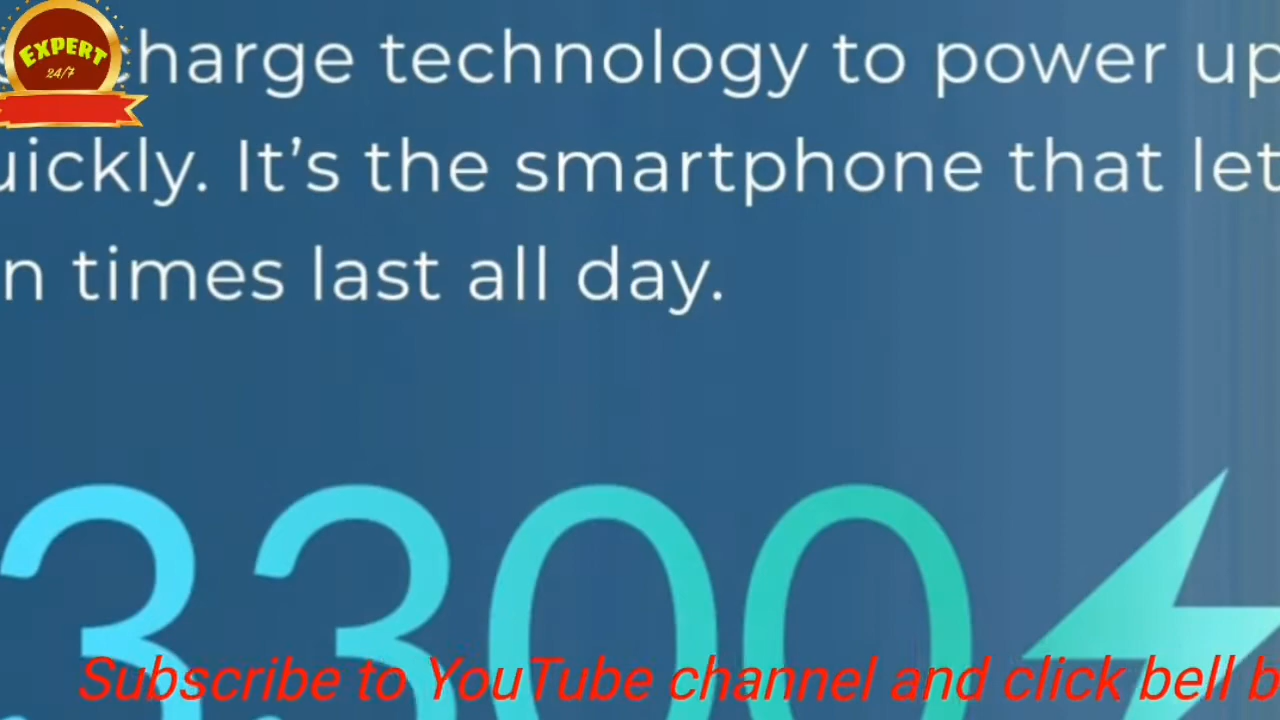 EXPERT
24/7
harge technology to power up
uickly. It’s the smartphone that let
n times last all day.
3300
Subscribe to YouTube channel and click bell b